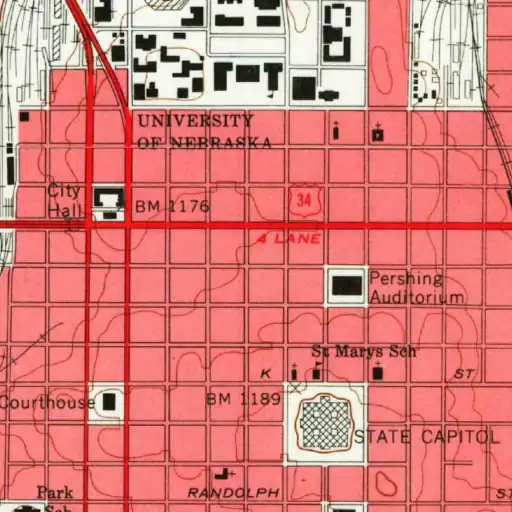 UNIVERSITY
OF NEBRASKA
City
Hall
BM 1176
34
4 LANE
Pershing
Auditorium
St Marys Sch
K
ST
Courthouse
BM 1189
STATE CAPITOL
Park
Sch
RANDOLPH
ST